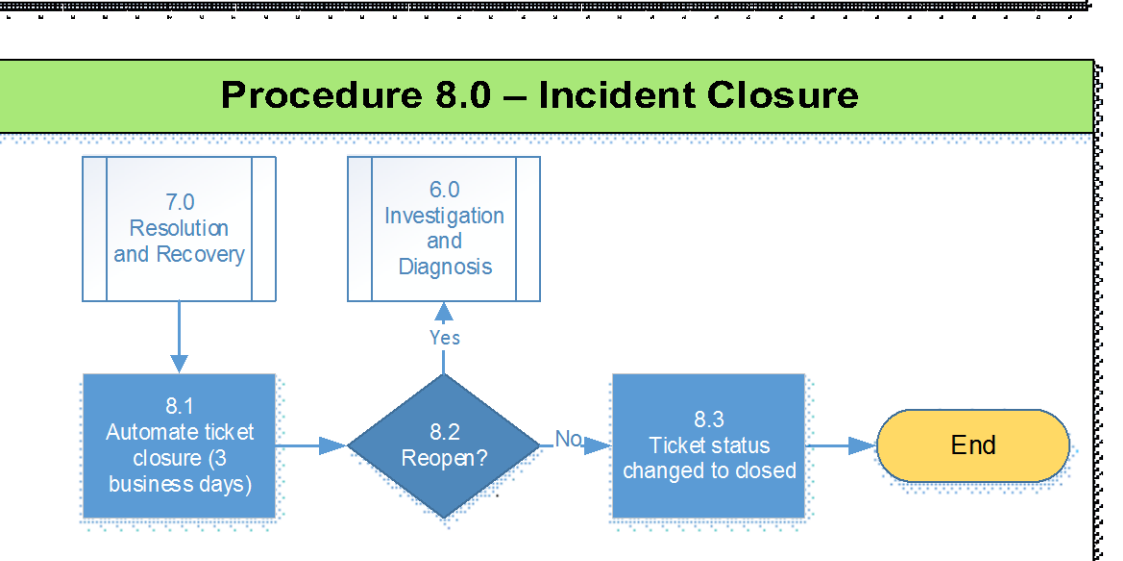 Procedure 8.0 – Incident Closure
7.0
Resolution
and Recovery
6.0
Investigation
and
Diagnosis
Yes
8.1
Automate ticket
closure (3
business days)
8.2
Reopen?
No
8.3
Ticket status
changed to closed
End